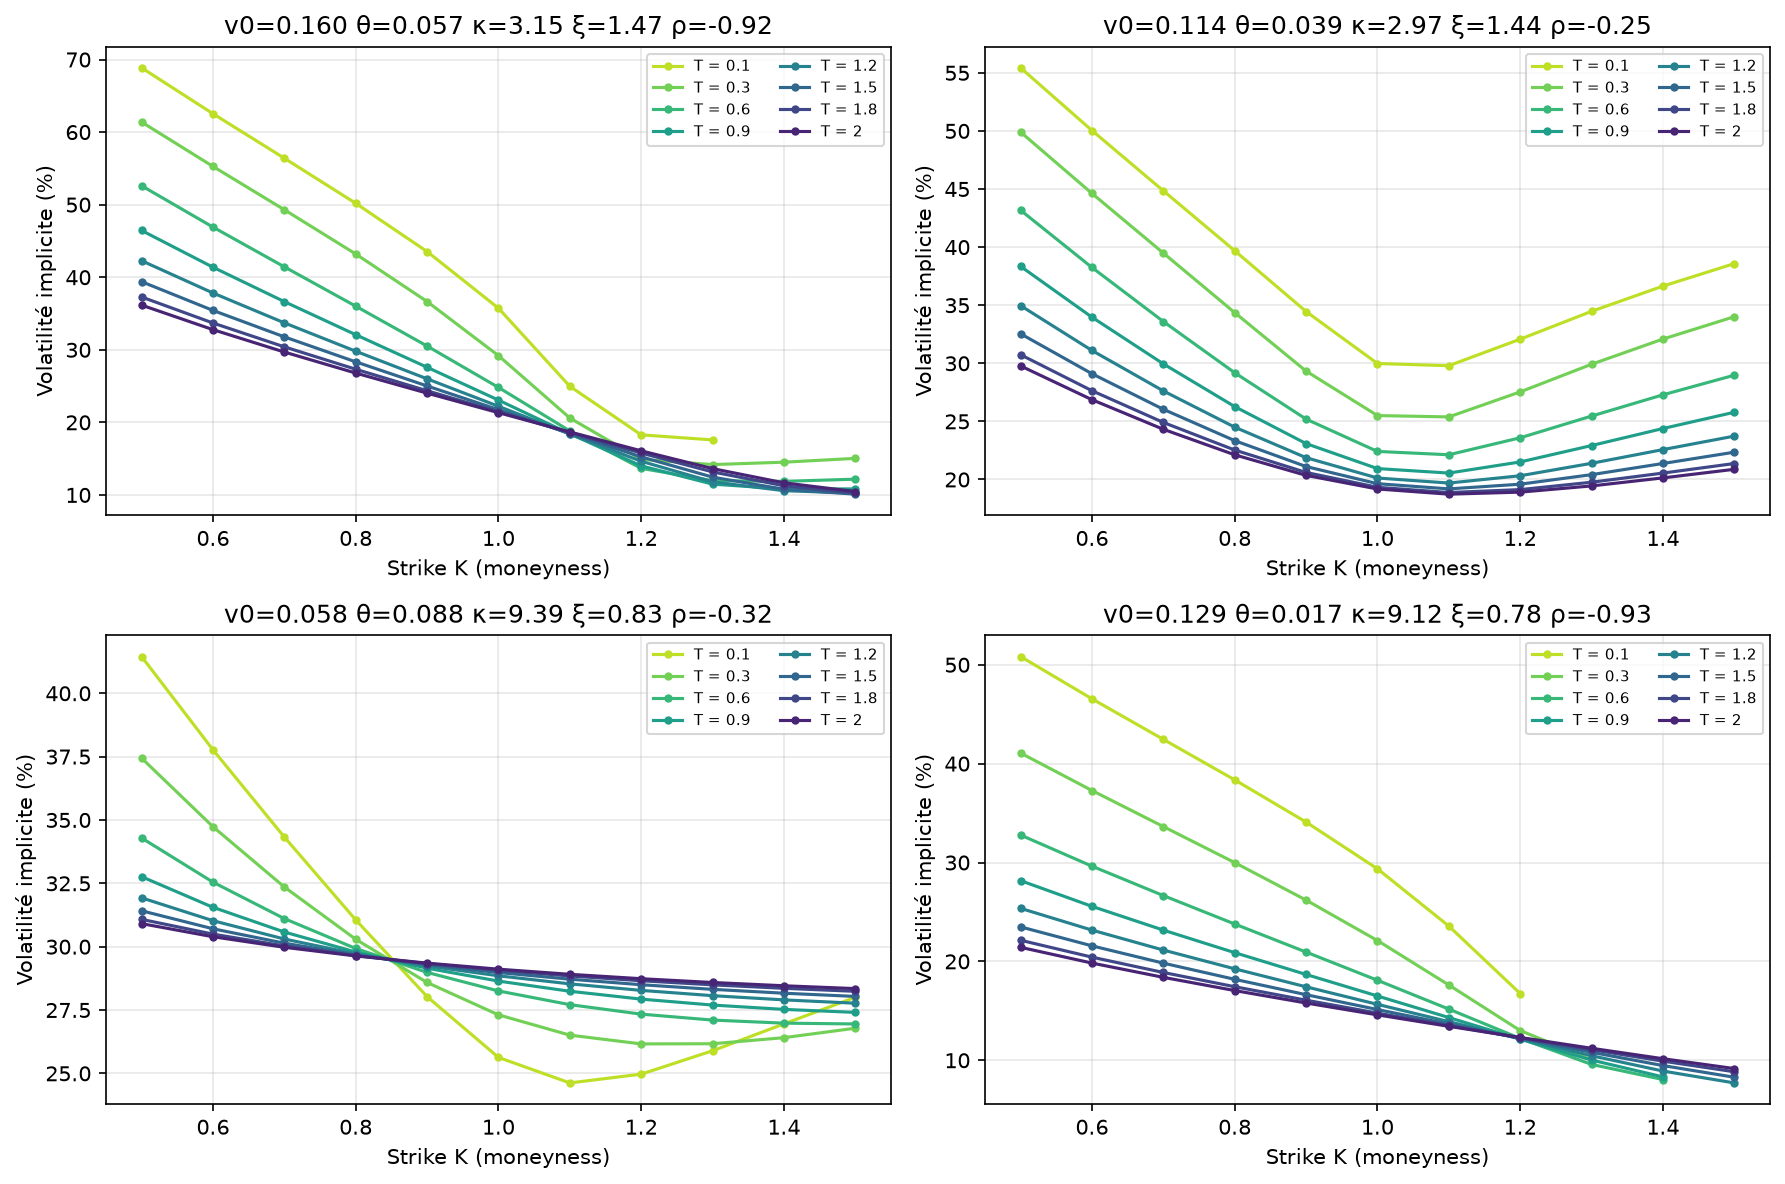 v0=0.160 θ=0.057 κ=3.15 ξ=1.47 ρ=-0.92
70
60
50
40
30
20
10
Volatilité implicite (%)
T = 0.1
T = 0.3
T = 0.6
T = 0.9
T = 1.2
T = 1.5
T = 1.8
T = 2
0.6 0.8 1.0 1.2 1.4
Strike K (moneyness)
v0=0.114 θ=0.039 κ=2.97 ξ=1.44 ρ=-0.25
55
50
45
40
35
30
25
20
Volatilité implicite (%)
T = 0.1
T = 0.3
T = 0.6
T = 0.9
T = 1.2
T = 1.5
T = 1.8
T = 2
0.6 0.8 1.0 1.2 1.4
Strike K (moneyness)
v0=0.058 θ=0.088 κ=9.39 ξ=0.83 ρ=-0.32
40.0
37.5
35.0
32.5
30.0
27.5
25.0
Volatilité implicite (%)
T = 0.1
T = 0.3
T = 0.6
T = 0.9
T = 1.2
T = 1.5
T = 1.8
T = 2
0.6 0.8 1.0 1.2 1.4
Strike K (moneyness)
v0=0.129 θ=0.017 κ=9.12 ξ=0.78 ρ=-0.93
50
40
30
20
10
Volatilité implicite (%)
T = 0.1
T = 0.3
T = 0.6
T = 0.9
T = 1.2
T = 1.5
T = 1.8
T = 2
0.6 0.8 1.0 1.2 1.4
Strike K (moneyness)